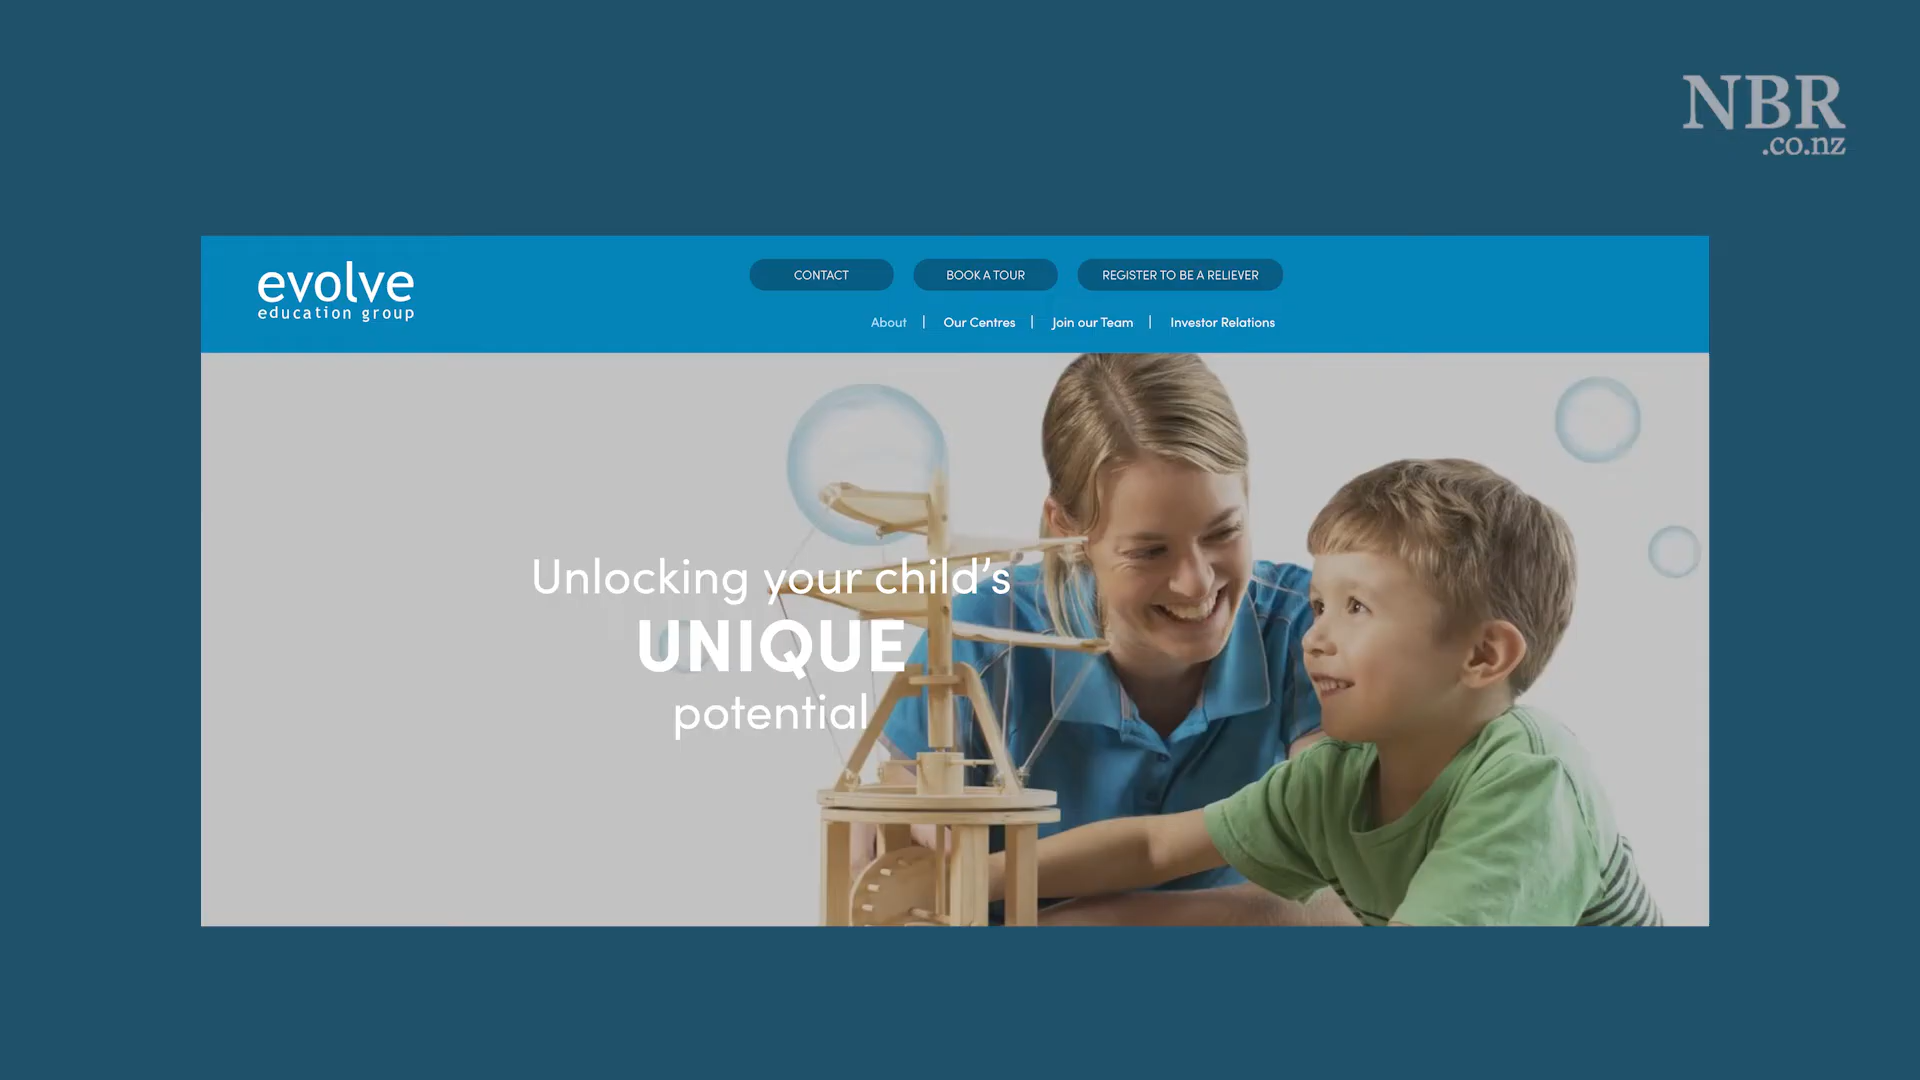 NBR
.co.nz
evolve
education group
CONTACT
BOOK A TOUR
REGISTER TO BE A RELIEVER
About | Our Centres | Join our Team | Investor Relations
Unlocking your child’s
UNIQUE
potential